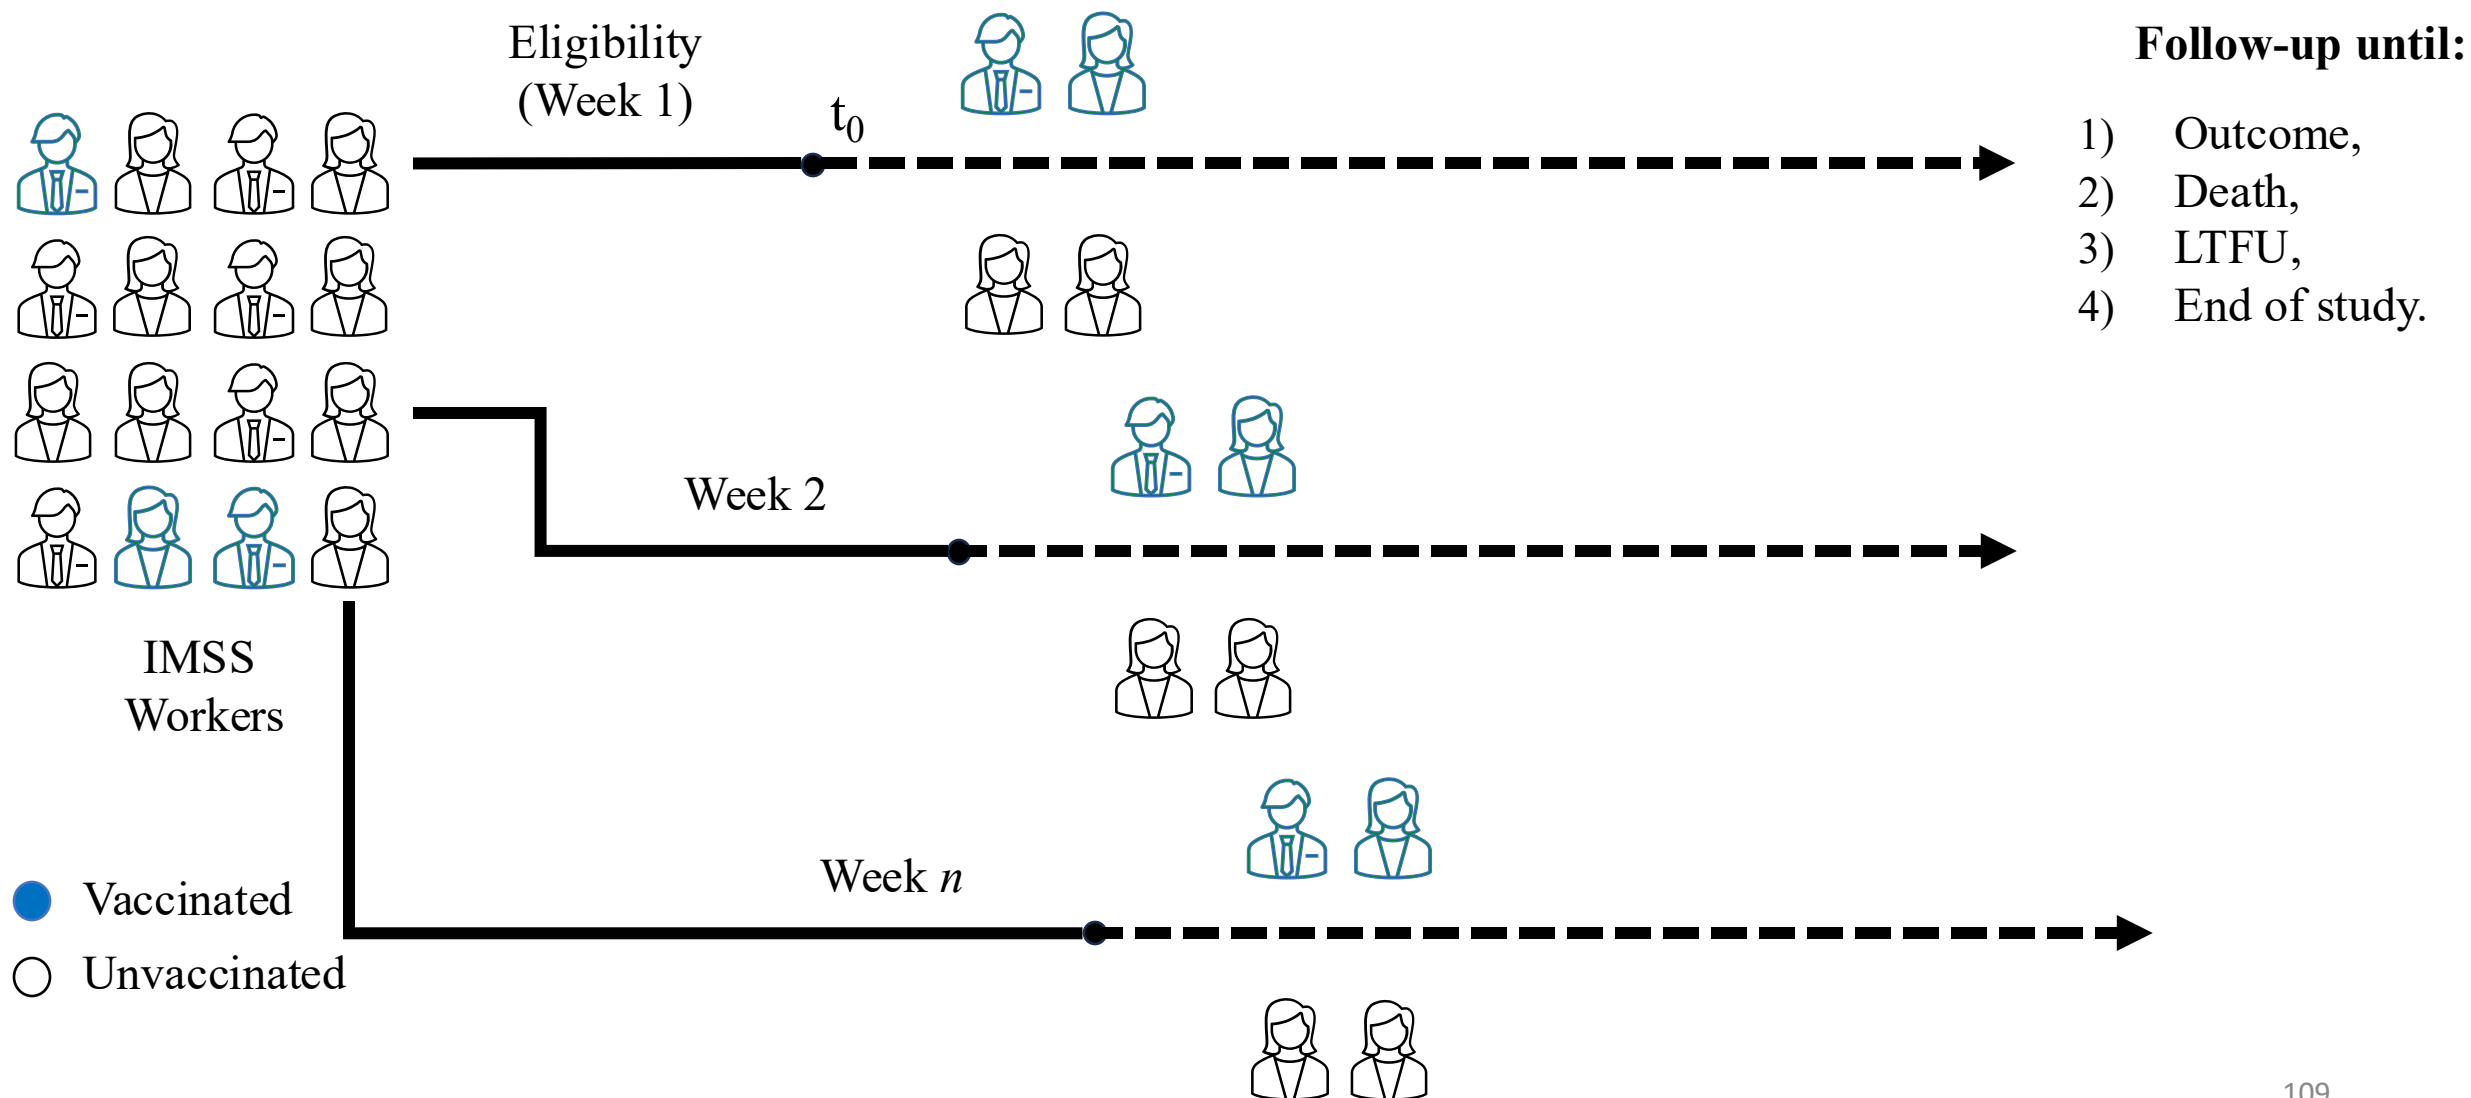 Eligibility
(Week 1)
t₀
Follow-up until:
1) Outcome,
2) Death,
3) LTFU,
4) End of study.
Week 2
IMSS
Workers
Week n
Vaccinated
Unvaccinated
109